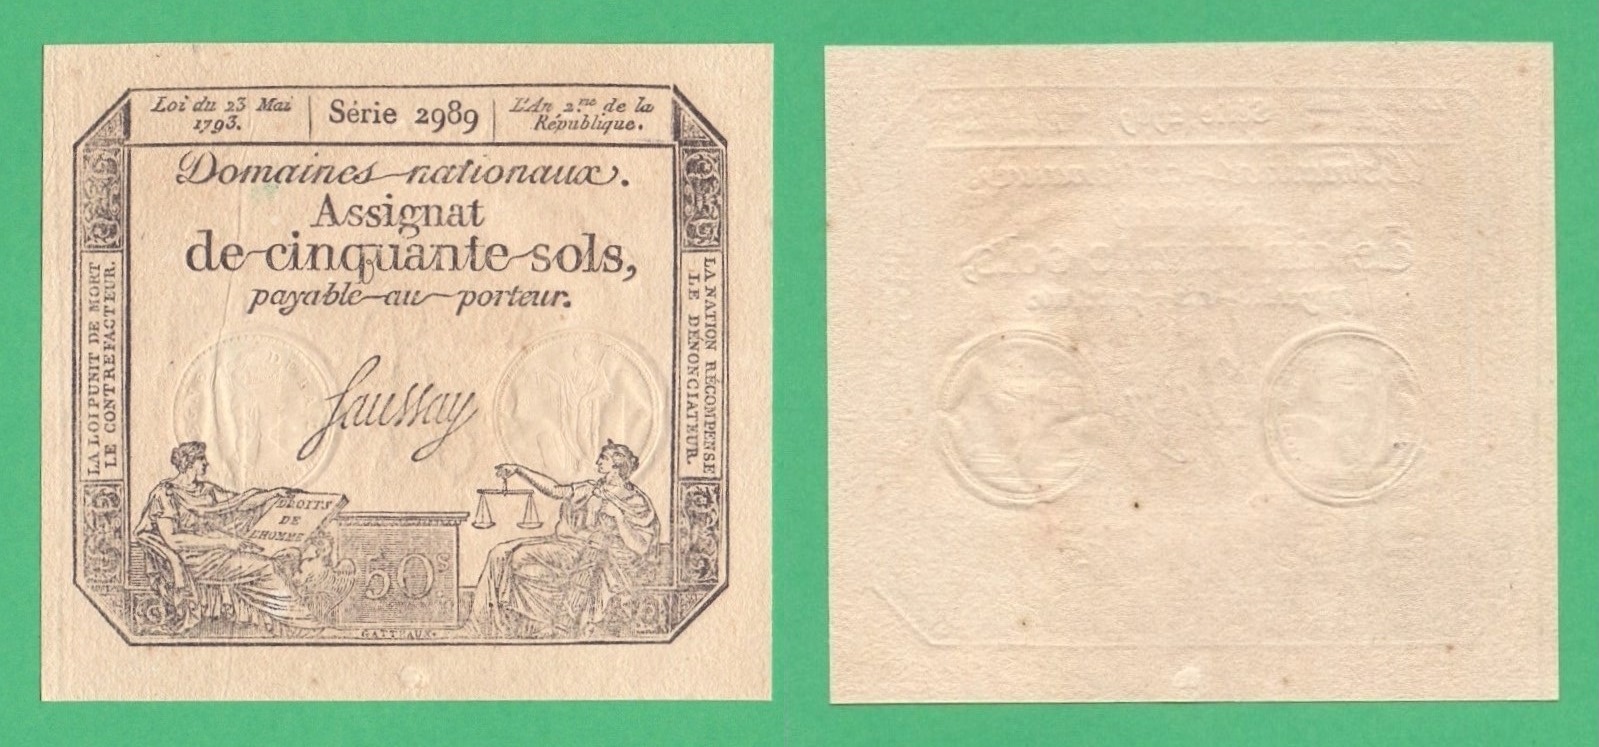 Loi du 23 Mai
1793.
Série 2989
L'An 2.me de la
République.
Domaines nationaux.
Assignat
de cinquante sols,
payable au porteur.
LA LOI PUNIT DE MORT
LE CONTREFACTEUR.
LA NATION RÉCOMPENSE
LE DÉNONCIATEUR.
Saussay
DROITS
DE
L'HOMME
50S
GATTEAUX